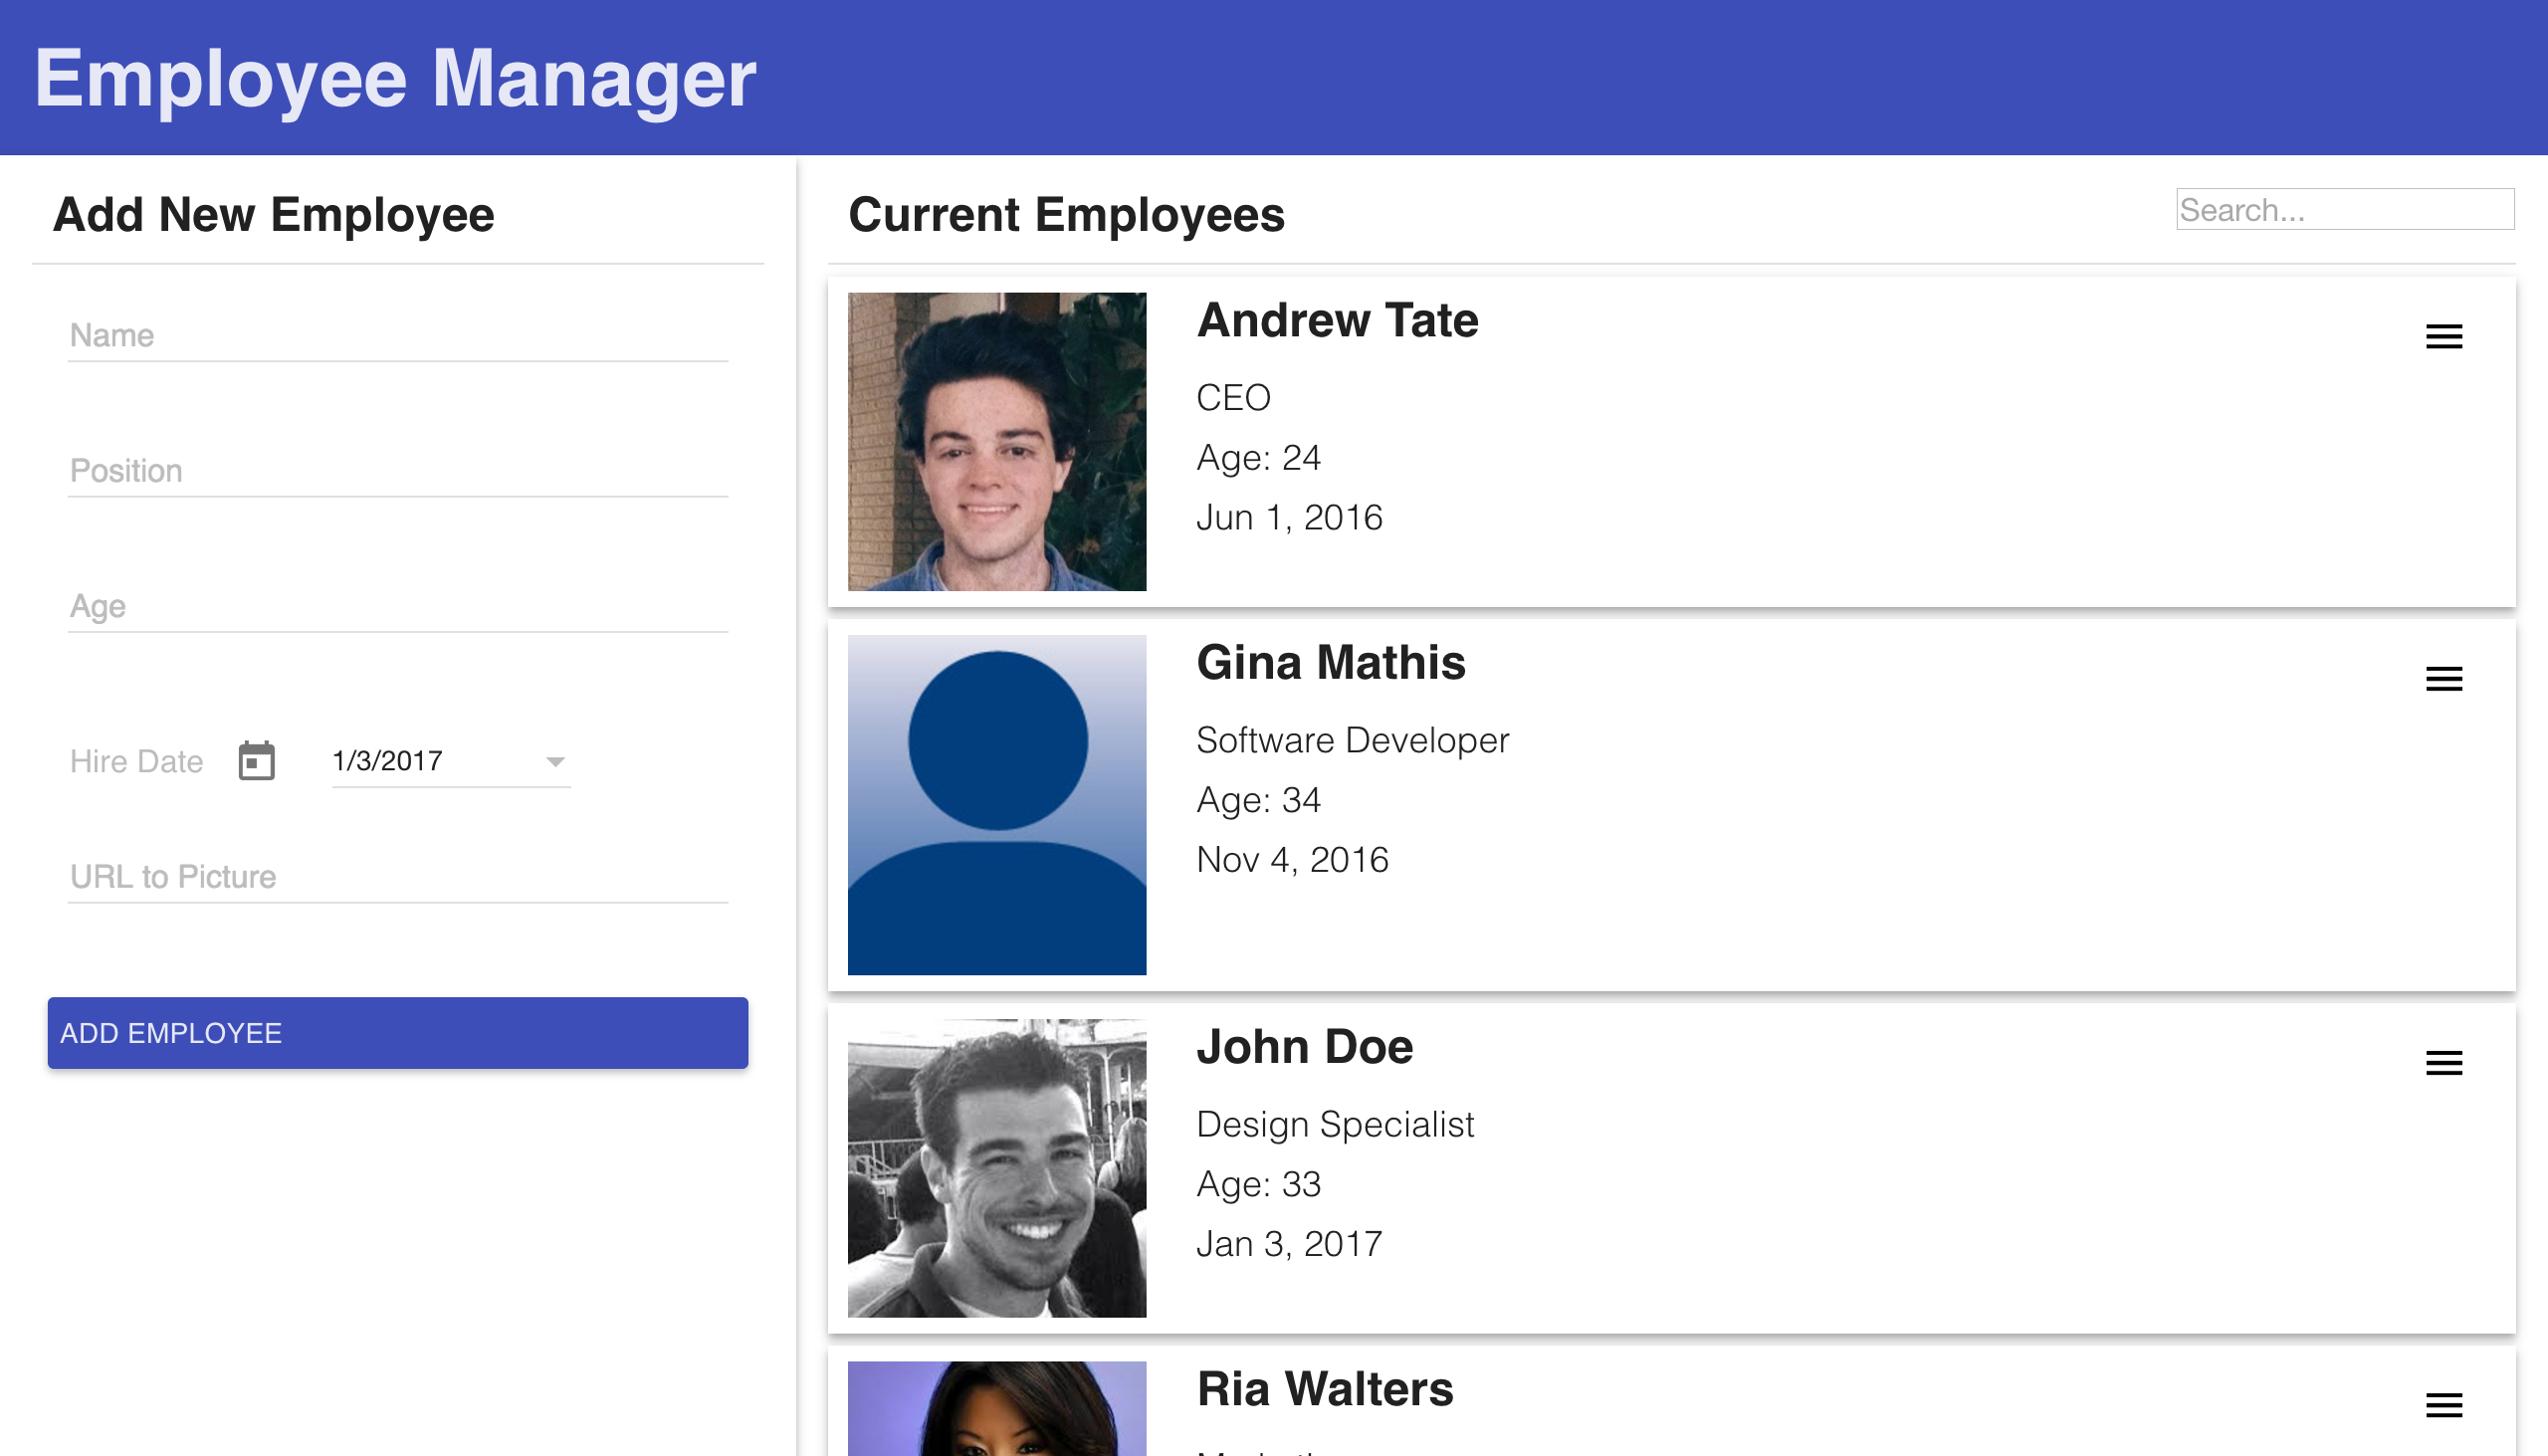 Employee Manager
Add New Employee
Name
Position
Age
Hire Date 1/3/2017
URL to Picture
ADD EMPLOYEE
Current Employees
Search...
Andrew Tate
CEO
Age: 24
Jun 1, 2016
Gina Mathis
Software Developer
Age: 34
Nov 4, 2016
John Doe
Design Specialist
Age: 33
Jan 3, 2017
Ria Walters